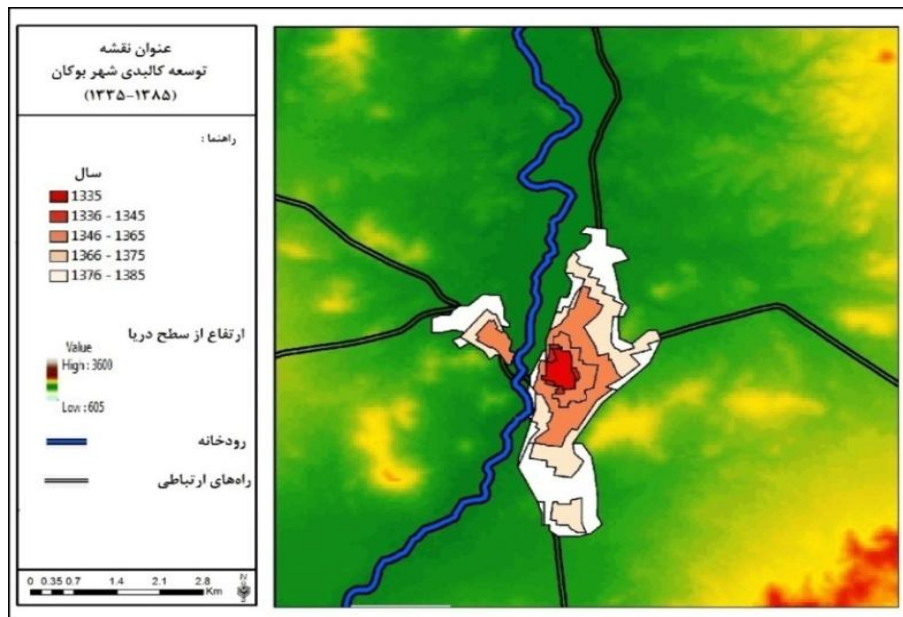 عنوان نقشه
توسعه کالبدی شهر بوکان
(۱۳۳۵-۱۳۸۵)
راهنما :
سال
1335
1336 - 1345
1346 - 1365
1366 - 1375
1376 - 1385
ارتفاع از سطح دریا
Value
High : 3600
Low : 605
رودخانه
راه‌های ارتباطی
0 0.35 0.7 1.4 2.1 2.8
Km